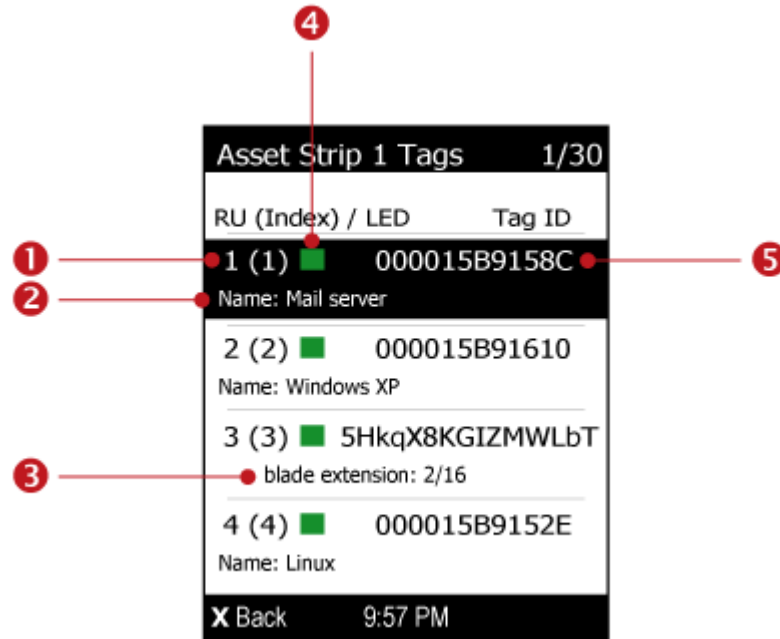 4
Asset Strip 1 Tags 1/30
RU (Index) / LED Tag ID
1 1 (1) 000015B9158C 5
2 Name: Mail server
2 (2) 000015B91610
Name: Windows XP
3 (3) 5HkqX8KGIZMWLbT
3 blade extension: 2/16
4 (4) 000015B9152E
Name: Linux
X Back 9:57 PM